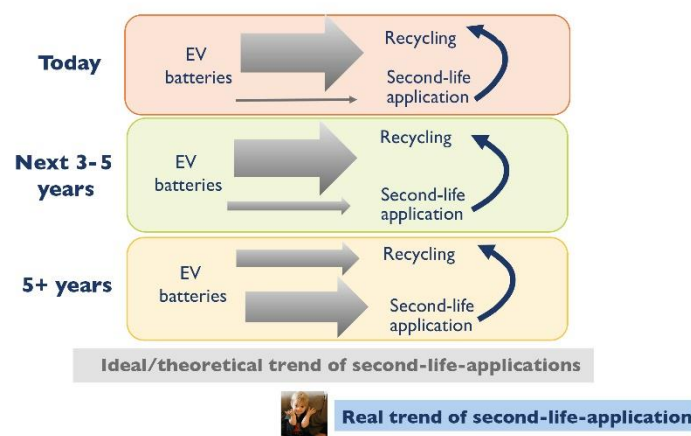 Today
EV
batteries
Recycling
Second-life
application
Next 3-5
years
EV
batteries
Recycling
Second-life
application
5+ years
EV
batteries
Recycling
Second-life
application
Ideal/theoretical trend of second-life-applications
Real trend of second-life-application